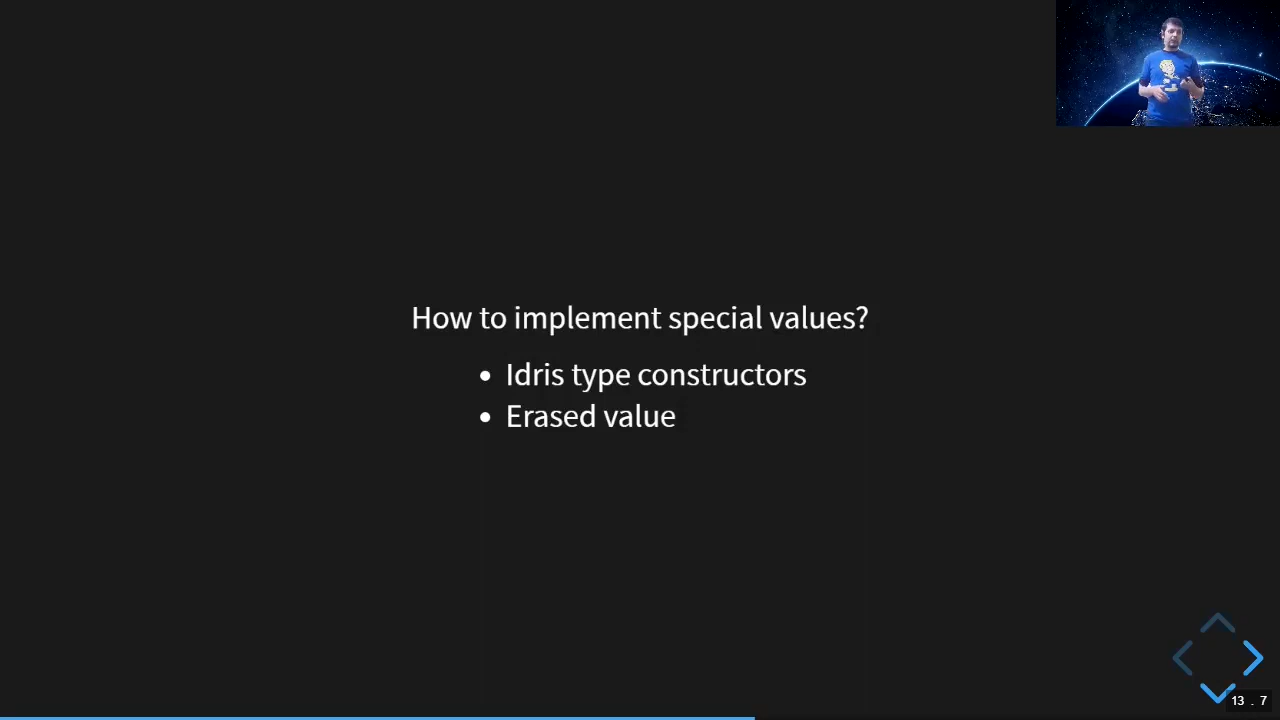 How to implement special values?
• Idris type constructors
• Erased value
13 . 7